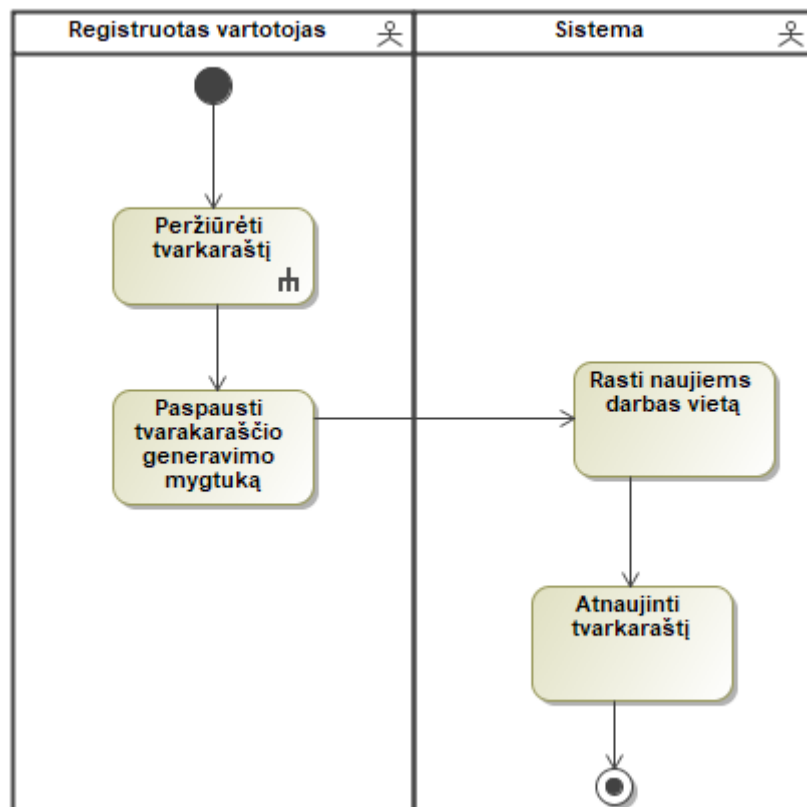 Registruotas vartotojas
Sistema
Peržiūrėti
tvarkaraštį
Paspausti
tvarakaraščio
generavimo
mygtuką
Rasti naujiems
darbas vietą
Atnaujinti
tvarkaraštį